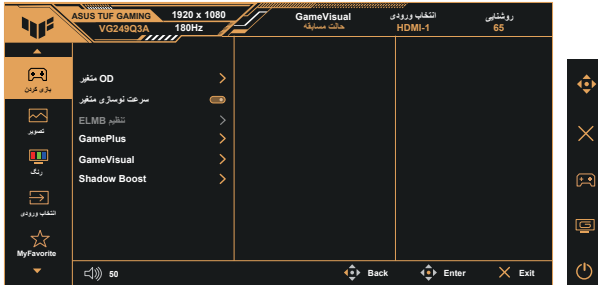 ASUS TUF GAMING
VG249Q3A
1920 x 1080
180Hz
GameVisual
حالت مسابقه
انتخاب ورودی
HDMI-1
روشنایی
65
بازی کردن
تصویر
رنگ
انتخاب ورودی
MyFavorite
OD متغیر
سرعت نوسازی متغیر
تنظیم ELMB
GamePlus
GameVisual
Shadow Boost
50
Back
Enter
Exit